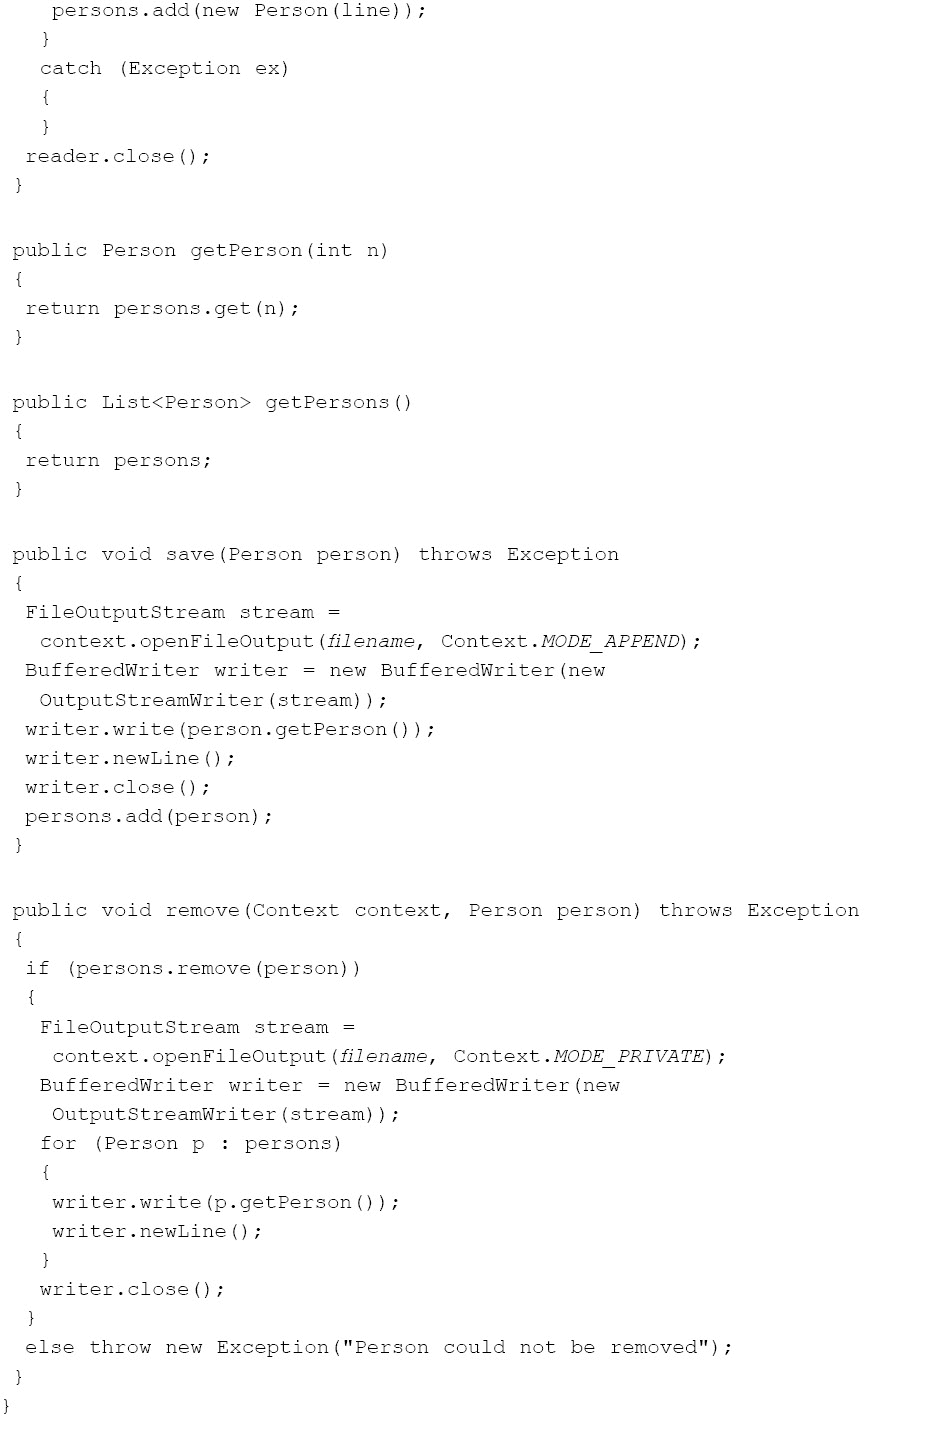 persons.add(new Person(line));
}
catch (Exception ex)
{
}
reader.close();
}
public Person getPerson(int n)
{
return persons.get(n);
}
public List<Person> getPersons()
{
return persons;
}
public void save(Person person) throws Exception
{
FileOutputStream stream =
context.openFileOutput(filename, Context.MODE_APPEND);
BufferedWriter writer = new BufferedWriter(new
OutputStreamWriter(stream));
writer.write(person.getPerson());
writer.newLine();
writer.close();
persons.add(person);
}
public void remove(Context context, Person person) throws Exception
{
if (persons.remove(person))
{
FileOutputStream stream =
context.openFileOutput(filename, Context.MODE_PRIVATE);
BufferedWriter writer = new BufferedWriter(new
OutputStreamWriter(stream));
for (Person p : persons)
{
writer.write(p.getPerson());
writer.newLine();
}
writer.close();
}
else throw new Exception("Person could not be removed");
}
}